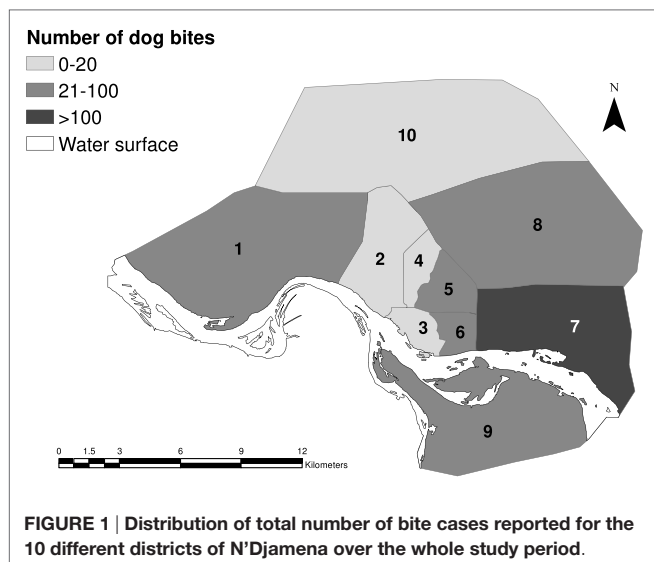 Number of dog bites
0-20
21-100
>100
Water surface
N
10
1
8
2
4
5
3
6
7
9
0 1.5 3 6 9 12
Kilometers
FIGURE 1 | Distribution of total number of bite cases reported for the
10 different districts of N’Djamena over the whole study period.